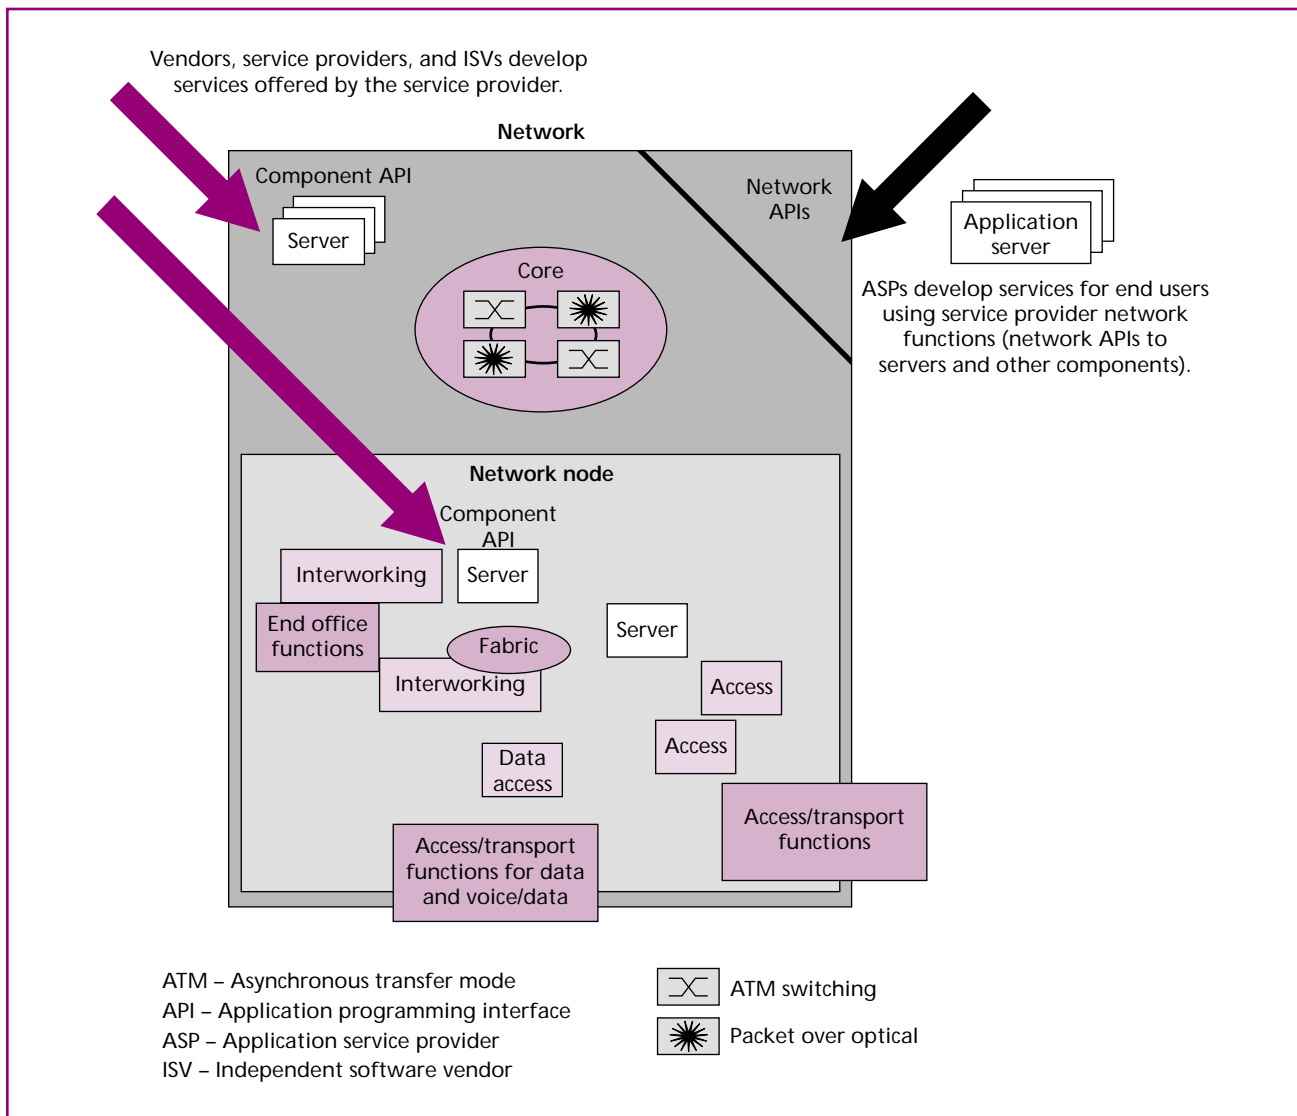 Vendors, service providers, and ISVs develop
services offered by the service provider.
Network
Component API
Server
Network
APIs
Application
server
Core
ASPs develop services for end users
using service provider network
functions (network APIs to
servers and other components).
Network node
Component
API
Interworking
Server
End office
functions
Server
Fabric
Interworking
Access
Access
Data
access
Access/transport
functions
Access/transport
functions for data
and voice/data
ATM – Asynchronous transfer mode
API – Application programming interface
ASP – Application service provider
ISV – Independent software vendor
ATM switching
Packet over optical